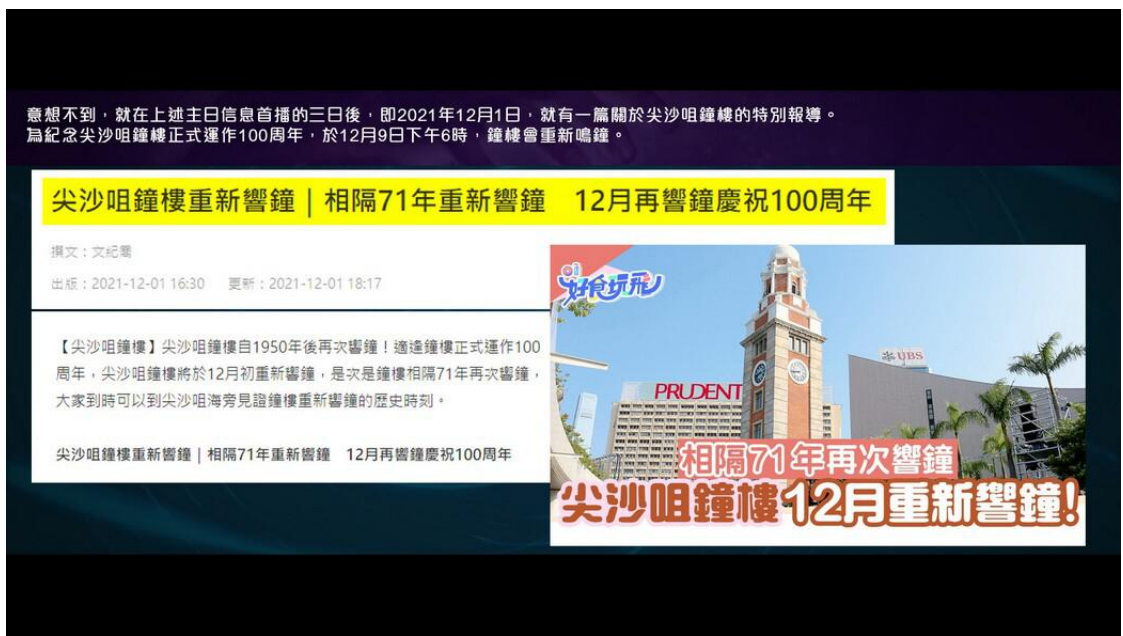 意想不到，就在上述主日信息首播的三日後，即2021年12月1日，就有一篇關於尖沙咀鐘樓的特別報導。
為紀念尖沙咀鐘樓正式運作100周年，於12月9日下午6時，鐘樓會重新鳴鐘。
尖沙咀鐘樓重新響鐘｜相隔71年重新響鐘　12月再響鐘慶祝100周年
撰文：文紀騫
出版：2021-12-01 16:30　更新：2021-12-01 18:17
【尖沙咀鐘樓】尖沙咀鐘樓自1950年後再次響鐘！適逢鐘樓正式運作100
周年，尖沙咀鐘樓將於12月初重新響鐘，是次是鐘樓相隔71年再次響鐘，
大家到時可以到尖沙咀海旁見證鐘樓重新響鐘的歷史時刻。
尖沙咀鐘樓重新響鐘｜相隔71年重新響鐘　12月再響鐘慶祝100周年
好食玩飛
PRUDENT
UBS
相隔71年再次響鐘
尖沙咀鐘樓12月重新響鐘!